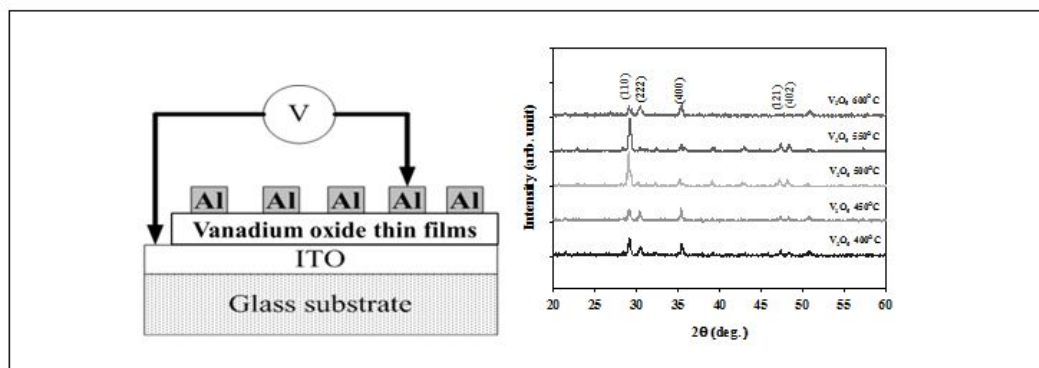 V
Al Al Al Al Al
Vanadium oxide thin films
ITO
Glass substrate
Intensity (arb. unit)
(110) (222) (400) (121) (402)
V₂O₅ 600°C
V₂O₅ 550°C
V₂O₅ 500°C
V₂O₅ 450°C
V₂O₅ 400°C
20 25 30 35 40 45 50 55 60
2θ (deg.)